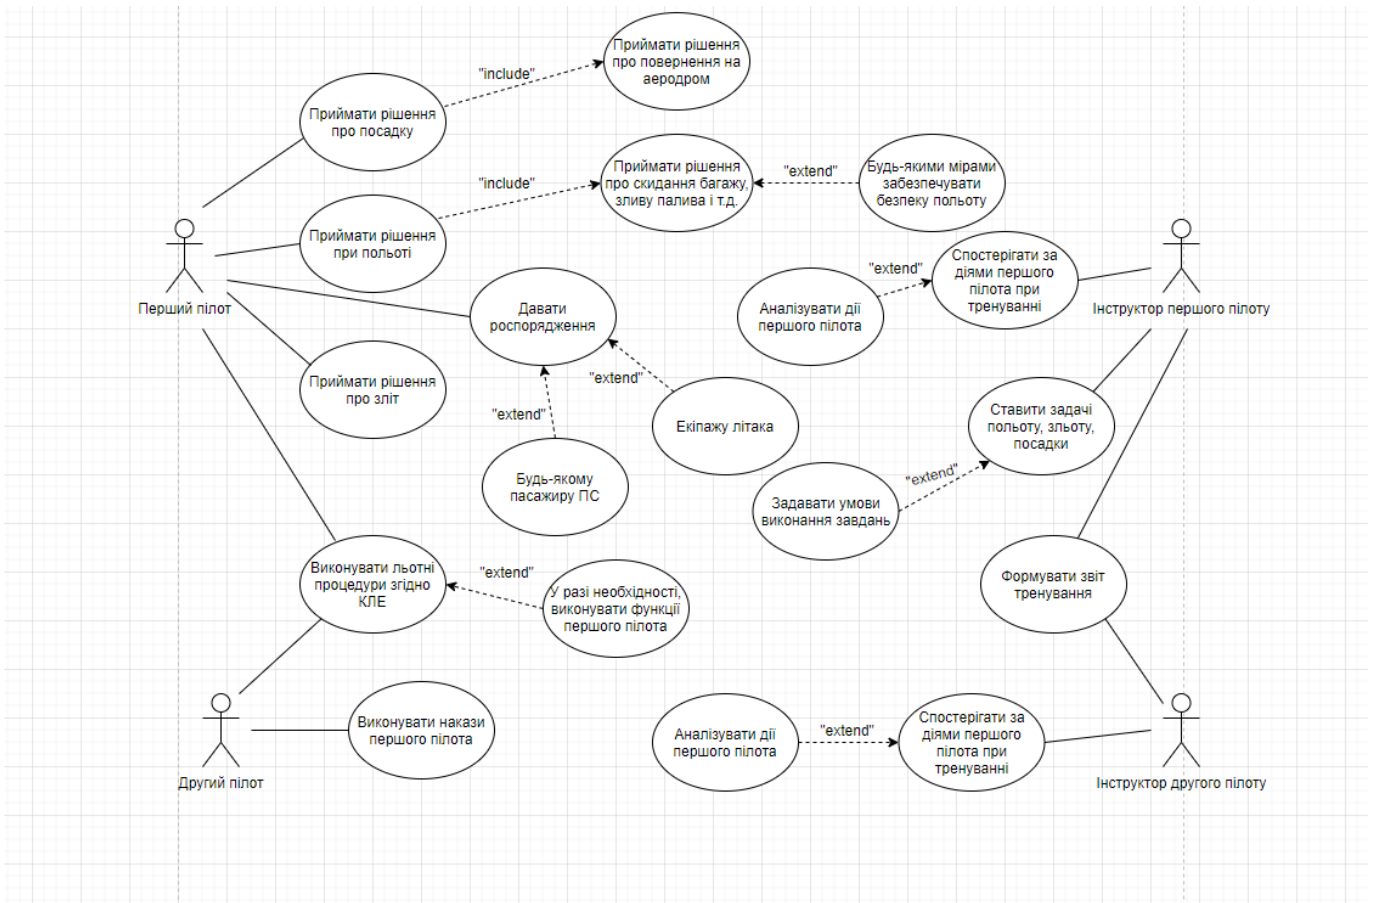 Приймати рішення
про повернення на
аеродром
"include"
Приймати рішення
про посадку
Приймати рішення
про скидання багажу,
зливу палива і т.д.
"extend"
Будь-якими мірами
забезпечувати
безпеку польоту
"include"
Приймати рішення
при польоті
Перший пілот
Спостерігати за
діями першого
пілота при
тренуванні
"extend"
Аналізувати дії
першого пілота
Інструктор першого пілоту
Давати
роспорядження
"extend"
"extend"
Приймати рішення
про зліт
Екіпажу літака
Ставити задачі
польоту, зльоту,
посадки
"extend"
Будь-якому
пасажиру ПС
Задавати умови
виконання завдань
Виконувати льотні
процедури згідно
КЛЕ
"extend"
У разі необхідності,
виконувати функції
першого пілота
Формувати звіт
тренування
Виконувати накази
першого пілота
Другий пілот
Аналізувати дії
першого пілота
"extend"
Спостерігати за
діями першого
пілота при
тренуванні
Інструктор другого пілоту